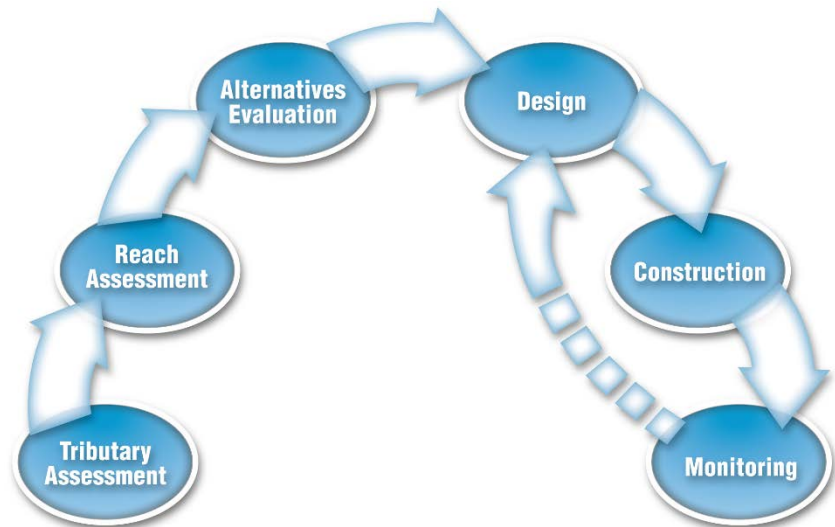 Tributary
Assessment
Reach
Assessment
Alternatives
Evaluation
Design
Construction
Monitoring